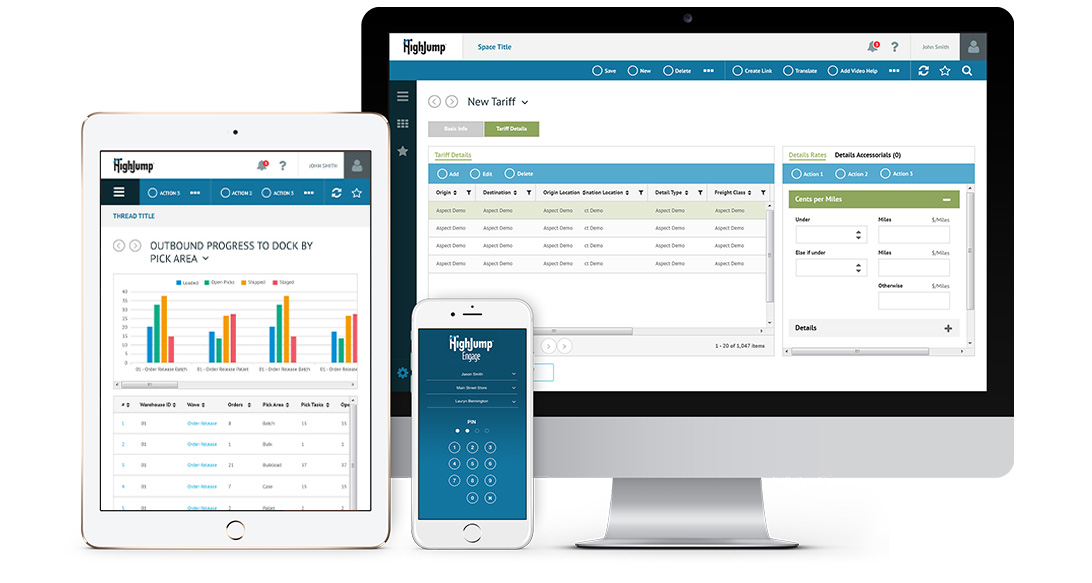 HighJump
Space Title
John Smith
Save
New
Delete
Create Link
Translate
Add Video Help
New Tariff
Basic Info
Tariff Details
Tariff Details
Add
Edit
Delete
Origin
Destination
Origin Location
ination Location
Detail Type
Freight Class
Aspect Demo Aspect Demo Aspect Demo ct Demo Aspect Demo Aspect Demo
Aspect Demo Aspect Demo Aspect Demo ct Demo Aspect Demo Aspect Demo
Aspect Demo Aspect Demo Aspect Demo ct Demo Aspect Demo Aspect Demo
Aspect Demo Aspect Demo Aspect Demo ct Demo Aspect Demo Aspect Demo
1 - 20 of 1,047 items
Details Rates
Details Accessorials (0)
Action 1
Action 2
Action 3
Cents per Miles
Under
Miles
$/Miles
Else if under
Miles
$/Miles
Otherwise
$/Miles
Details
HighJump
JOHN SMITH
ACTION 3
ACTION 2
ACTION 3
THREAD TITLE
OUTBOUND PROGRESS TO DOCK BY
PICK AREA
Loaded
Open Picks
Shipped
Staged
40
35
30
25
20
15
10
5
0
01 - Order Release Batch
01 - Order Release Pallet
01 - Order Release Batch
01 - Order Release
# Warehouse ID Wave Orders Pick Area Pick Tasks Ope
1 01 Order Release 8 Batch 15 15
2 01 Order Release 1 Bulk 1 1
3 01 Order Release 21 Bulkload 37 37
4 01 Order Release 7 Case 15 15
5 01 Order Release 2 Pallet 2
HighJump
Engage
Jason Smith
Main Street Store
Lauryn Bennington
PIN
1 2 3
4 5 6
7 8 9
0